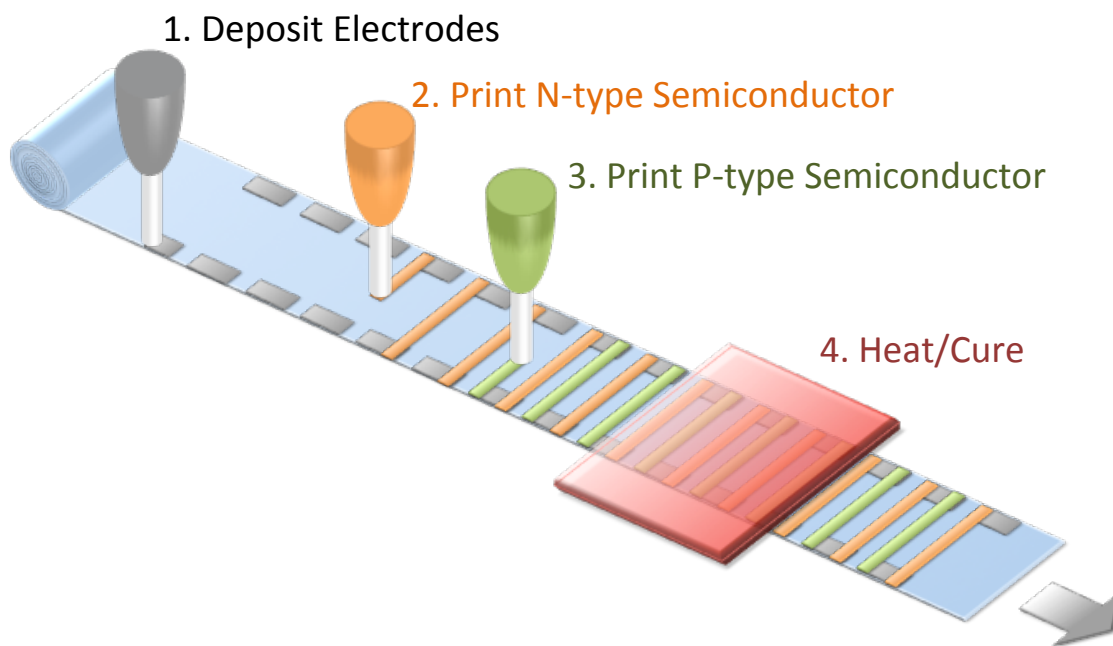 1. Deposit Electrodes
2. Print N-type Semiconductor
3. Print P-type Semiconductor
4. Heat/Cure